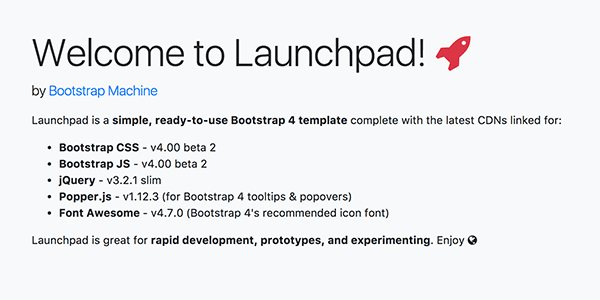 Welcome to Launchpad!
by Bootstrap Machine
Launchpad is a simple, ready-to-use Bootstrap 4 template complete with the latest CDNs linked for:
• Bootstrap CSS - v4.00 beta 2
• Bootstrap JS - v4.00 beta 2
• jQuery - v3.2.1 slim
• Popper.js - v1.12.3 (for Bootstrap 4 tooltips & popovers)
• Font Awesome - v4.7.0 (Bootstrap 4's recommended icon font)
Launchpad is great for rapid development, prototypes, and experimenting. Enjoy